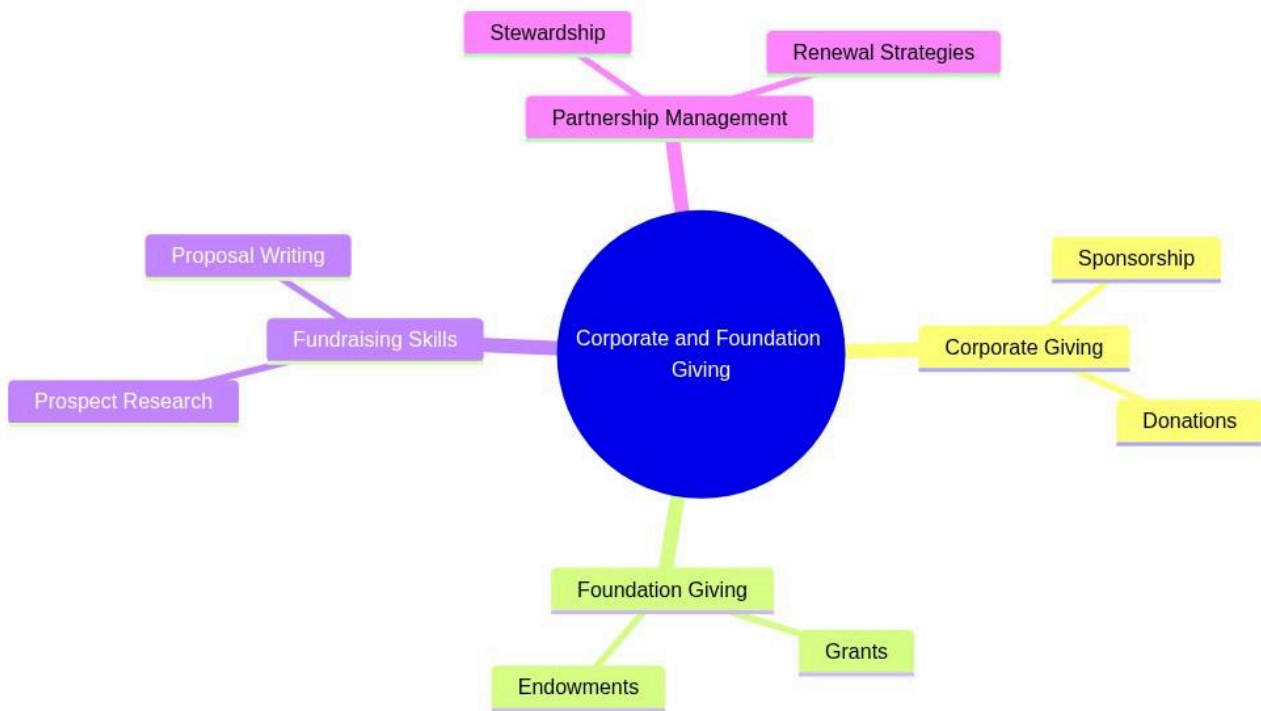 Stewardship
Renewal Strategies
Partnership Management
Proposal Writing
Sponsorship
Fundraising Skills
Corporate and Foundation
Giving
Corporate Giving
Prospect Research
Donations
Foundation Giving
Grants
Endowments